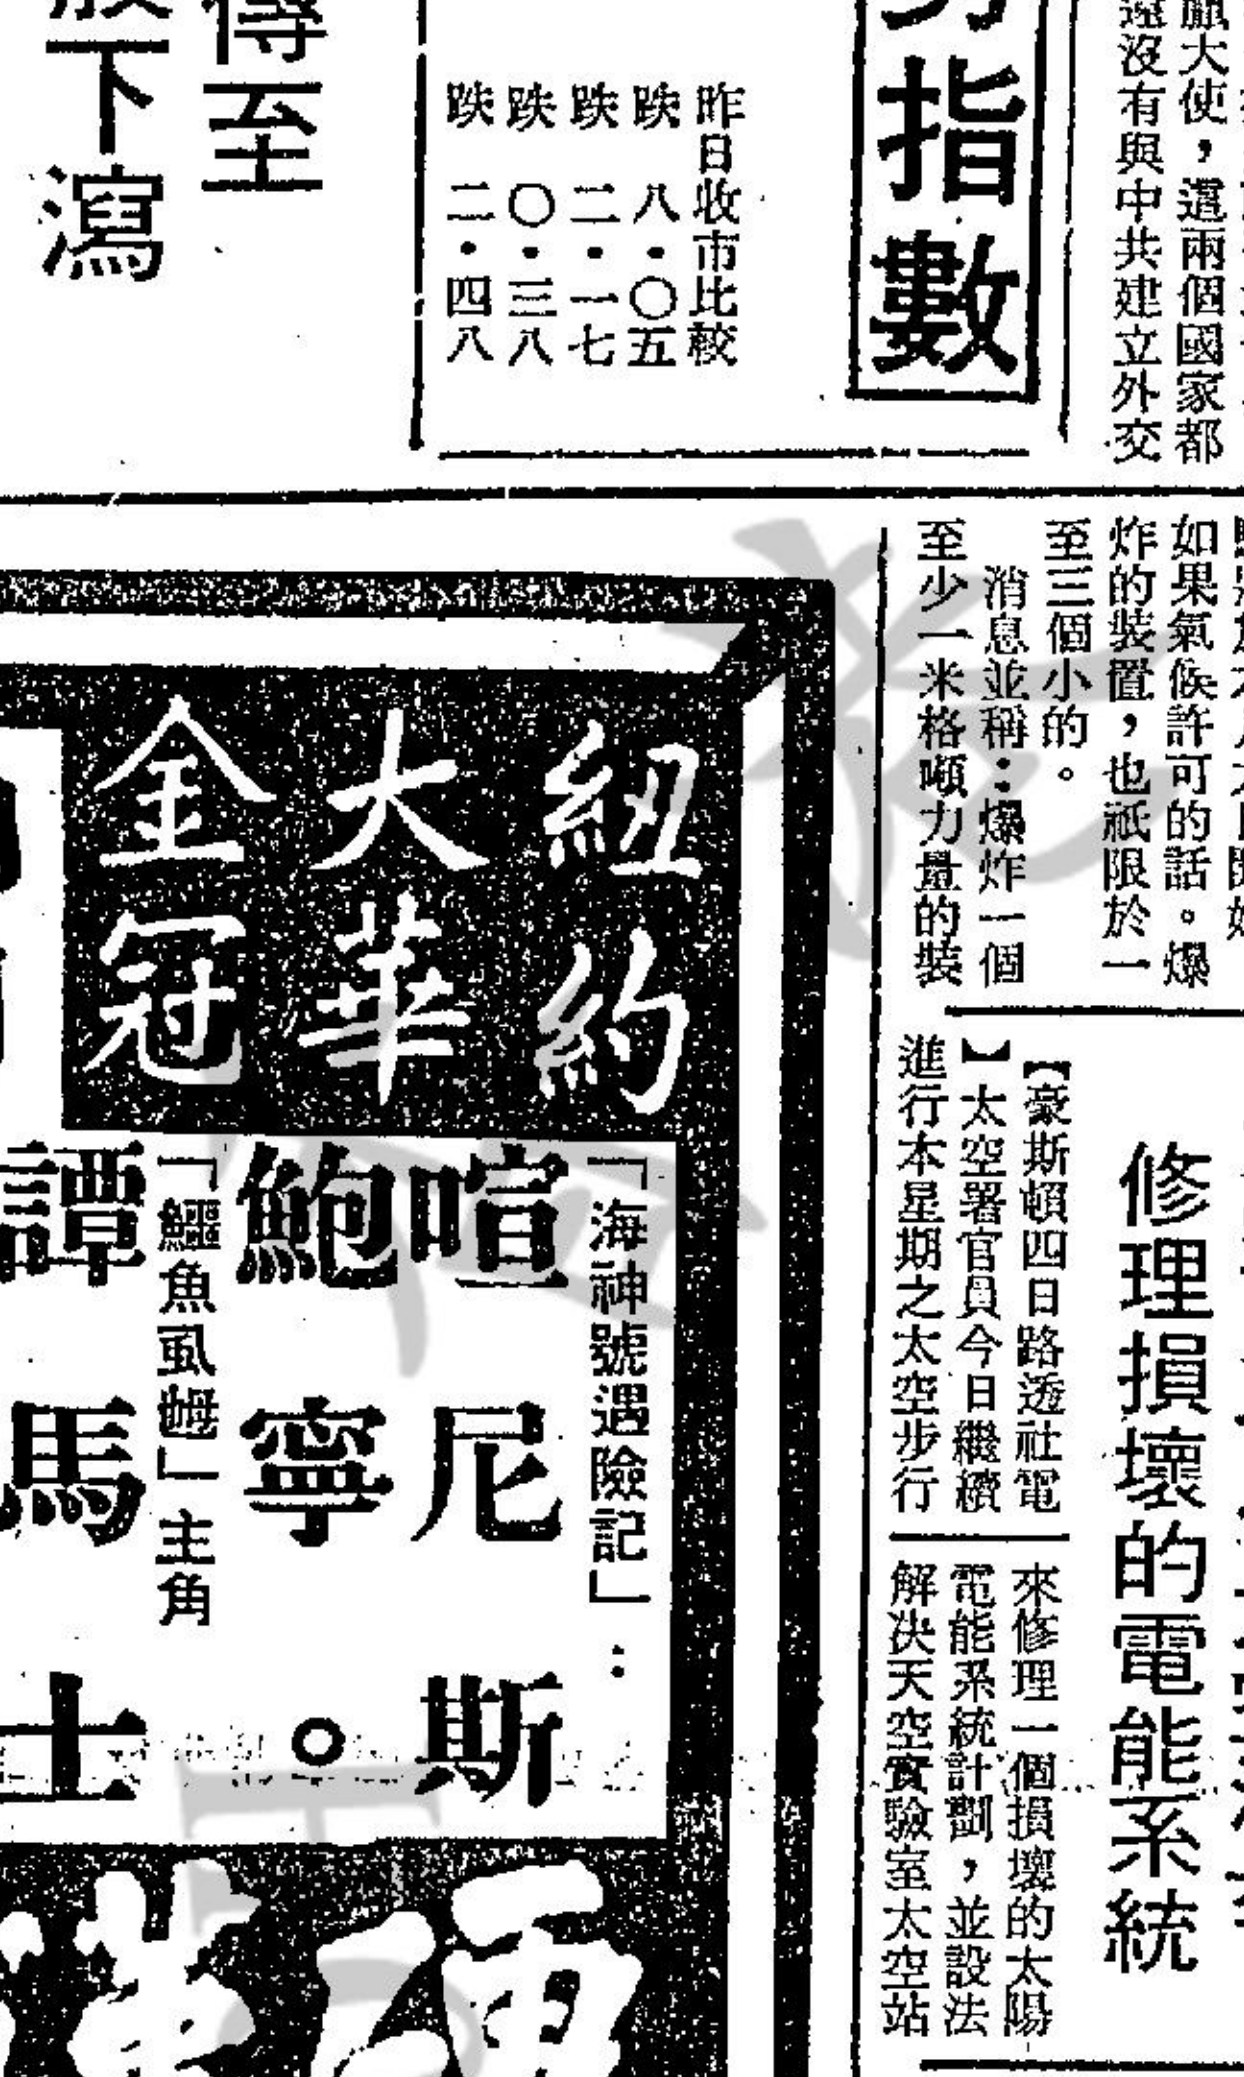 臘大使，這兩個國家都
還沒有與中共建立外交
指數
昨日收市比較
跌 八·〇五
跌 二·一七
跌 〇·三八
跌 二·四八
傳至
股下瀉
如果氣候許可的話。爆
炸的裝置，也祇限於一
至三個小的。
消息並稱：爆炸一個
至少一米格噸力量的裝
修理損壞的電能系統
【豪斯頓四日路透社電
】太空署官員今日繼續
進行本星期之太空步行
來修理一個損壞的太陽
電能系統計劃，並設法
解決天空實驗室太空站
紐約
大華
金冠
「海神號遇險記」：
喧尼斯
鮑寧。
「鱷魚虱乸」主角
譚馬士